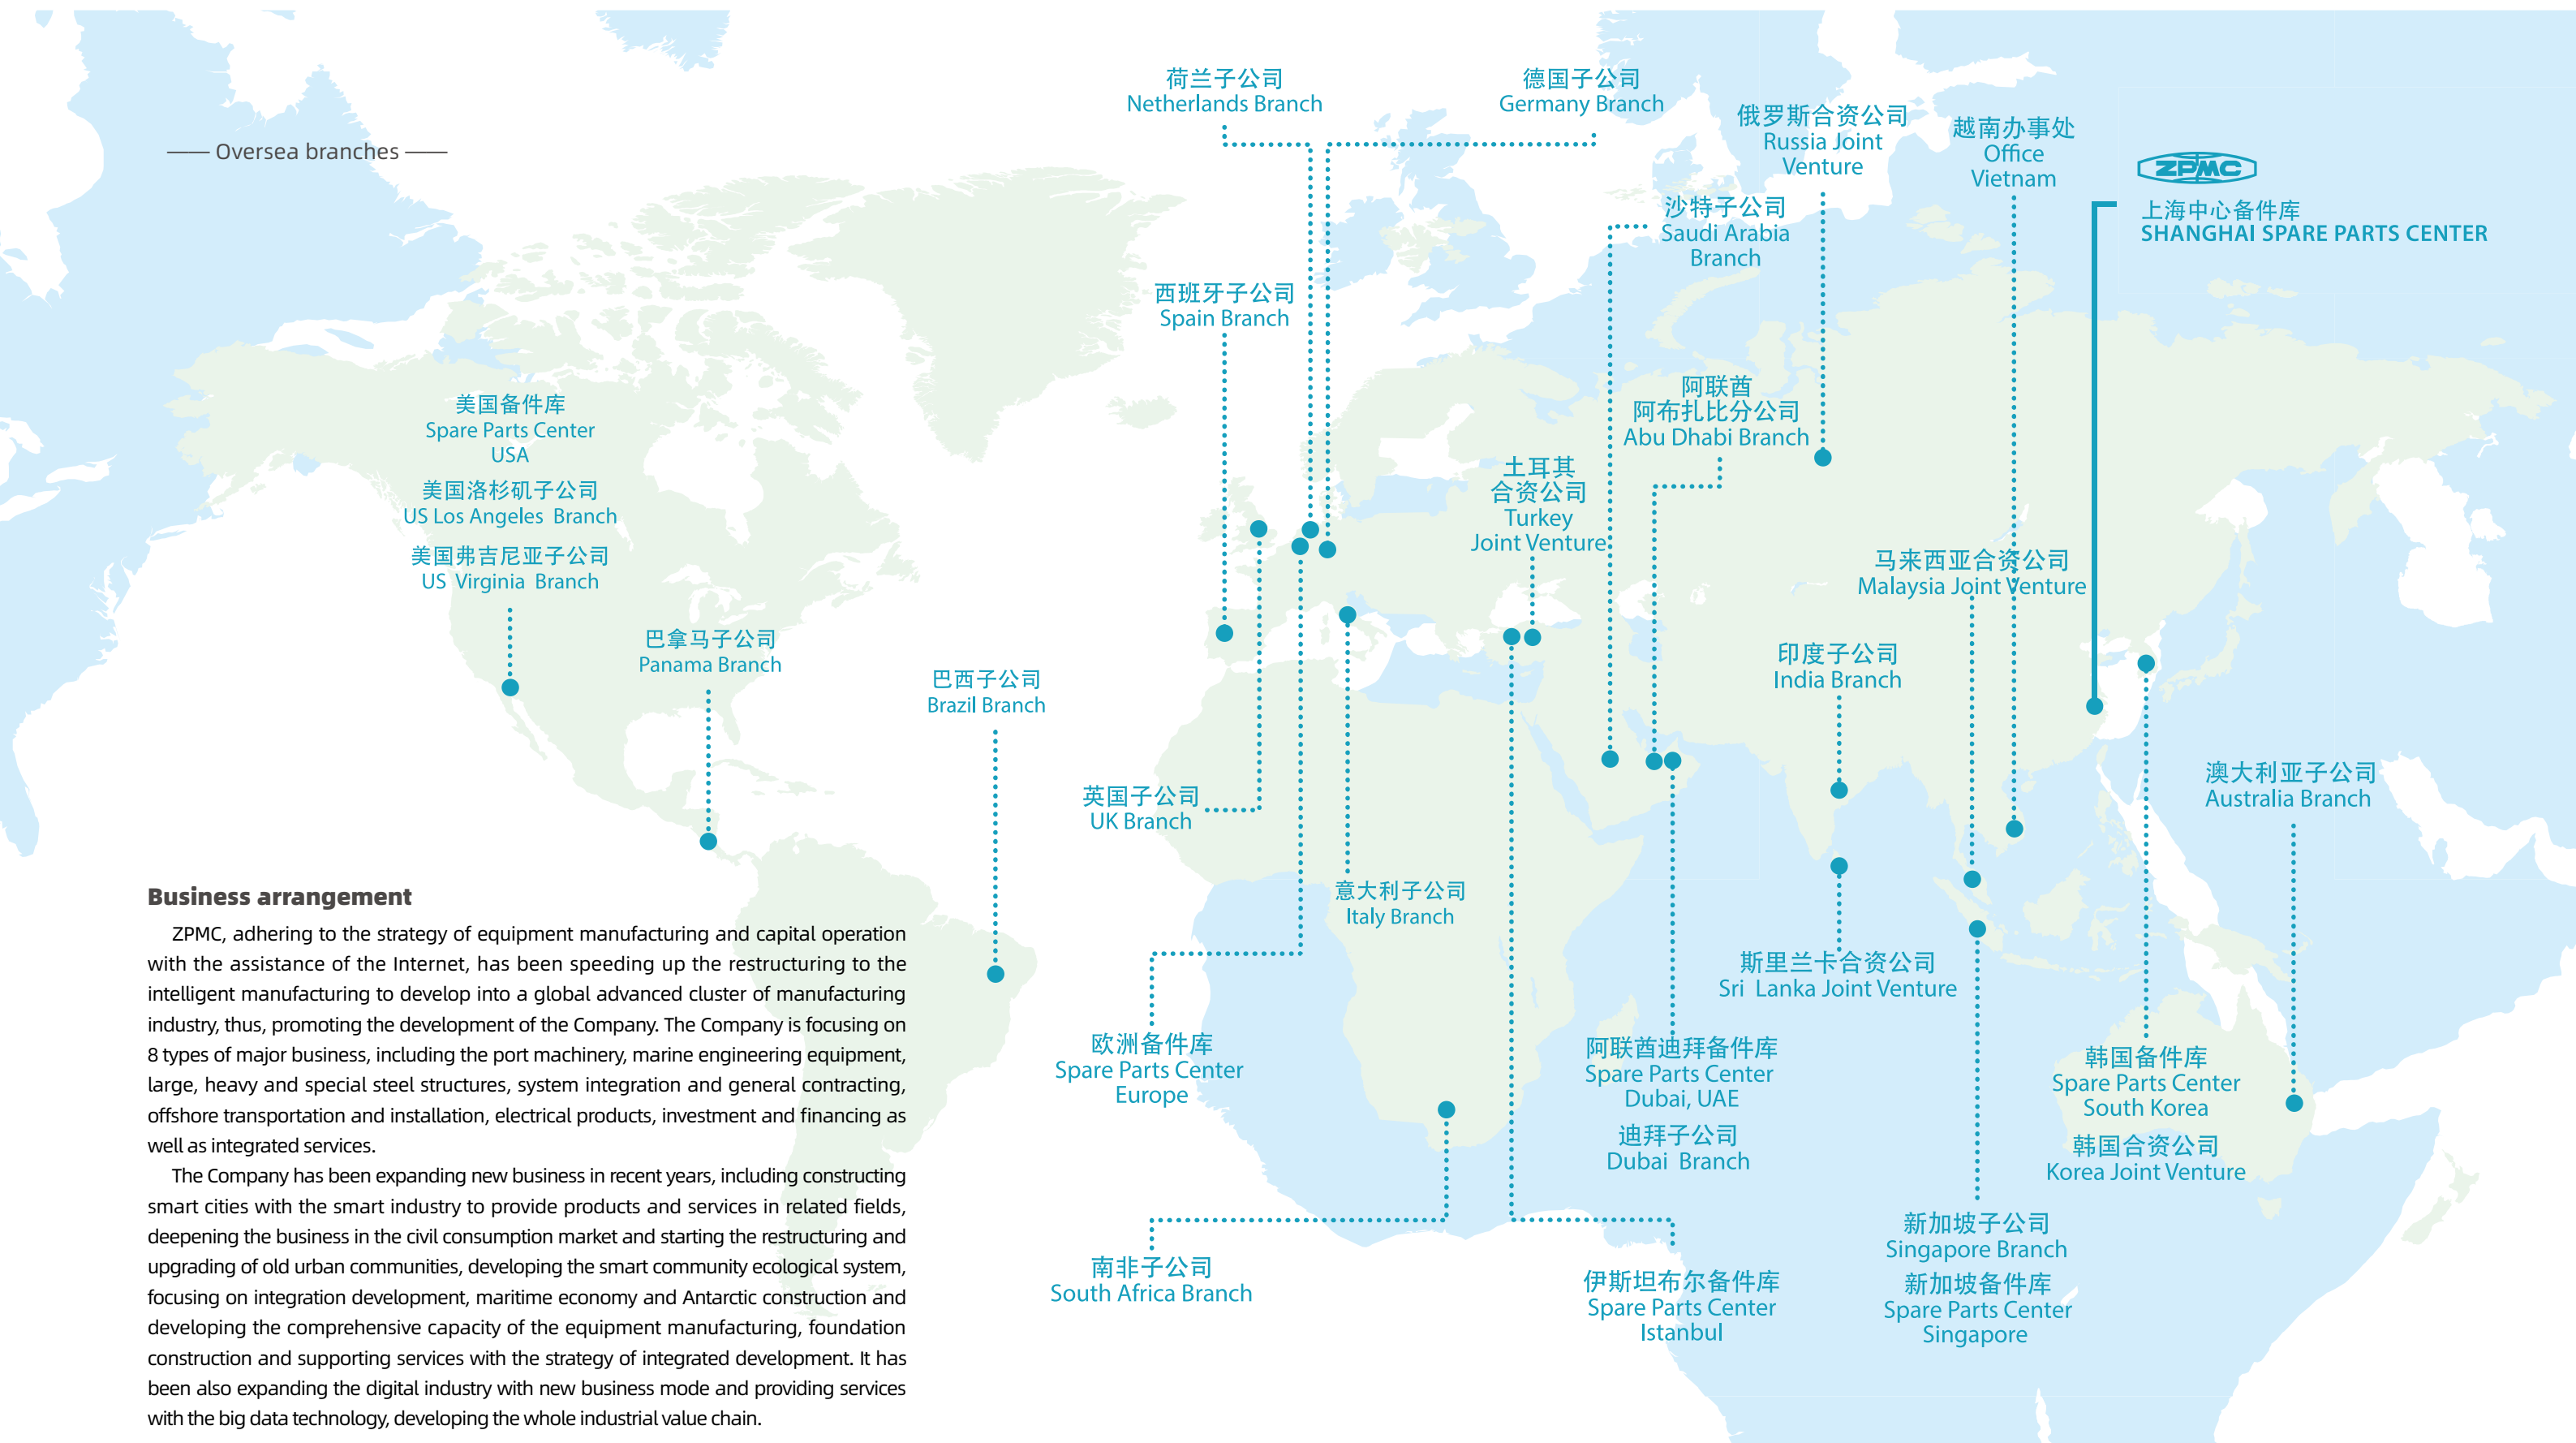 Oversea branches
荷兰子公司
Netherlands Branch
德国子公司
Germany Branch
俄罗斯合资公司
Russia Joint
Venture
越南办事处
Office
Vietnam
ZPMC
上海中心备件库
SHANGHAI SPARE PARTS CENTER
沙特子公司
Saudi Arabia
Branch
西班牙子公司
Spain Branch
阿联酋
阿布扎比分公司
Abu Dhabi Branch
土耳其
合资公司
Turkey
Joint Venture
美国备件库
Spare Parts Center
USA
美国洛杉矶子公司
US Los Angeles Branch
美国弗吉尼亚子公司
US Virginia Branch
巴拿马子公司
Panama Branch
巴西子公司
Brazil Branch
马来西亚合资公司
Malaysia Joint Venture
印度子公司
India Branch
英国子公司
UK Branch
澳大利亚子公司
Australia Branch
意大利子公司
Italy Branch
斯里兰卡合资公司
Sri Lanka Joint Venture
欧洲备件库
Spare Parts Center
Europe
阿联酋迪拜备件库
Spare Parts Center
Dubai, UAE
迪拜子公司
Dubai Branch
韩国备件库
Spare Parts Center
South Korea
韩国合资公司
Korea Joint Venture
南非子公司
South Africa Branch
伊斯坦布尔备件库
Spare Parts Center
Istanbul
新加坡子公司
Singapore Branch
新加坡备件库
Spare Parts Center
Singapore
Business arrangement
ZPMC, adhering to the strategy of equipment manufacturing and capital operation
with the assistance of the Internet, has been speeding up the restructuring to the
intelligent manufacturing to develop into a global advanced cluster of manufacturing
industry, thus, promoting the development of the Company. The Company is focusing on
8 types of major business, including the port machinery, marine engineering equipment,
large, heavy and special steel structures, system integration and general contracting,
offshore transportation and installation, electrical products, investment and financing as
well as integrated services.
The Company has been expanding new business in recent years, including constructing
smart cities with the smart industry to provide products and services in related fields,
deepening the business in the civil consumption market and starting the restructuring and
upgrading of old urban communities, developing the smart community ecological system,
focusing on integration development, maritime economy and Antarctic construction and
developing the comprehensive capacity of the equipment manufacturing, foundation
construction and supporting services with the strategy of integrated development. It has
been also expanding the digital industry with new business mode and providing services
with the big data technology, developing the whole industrial value chain.